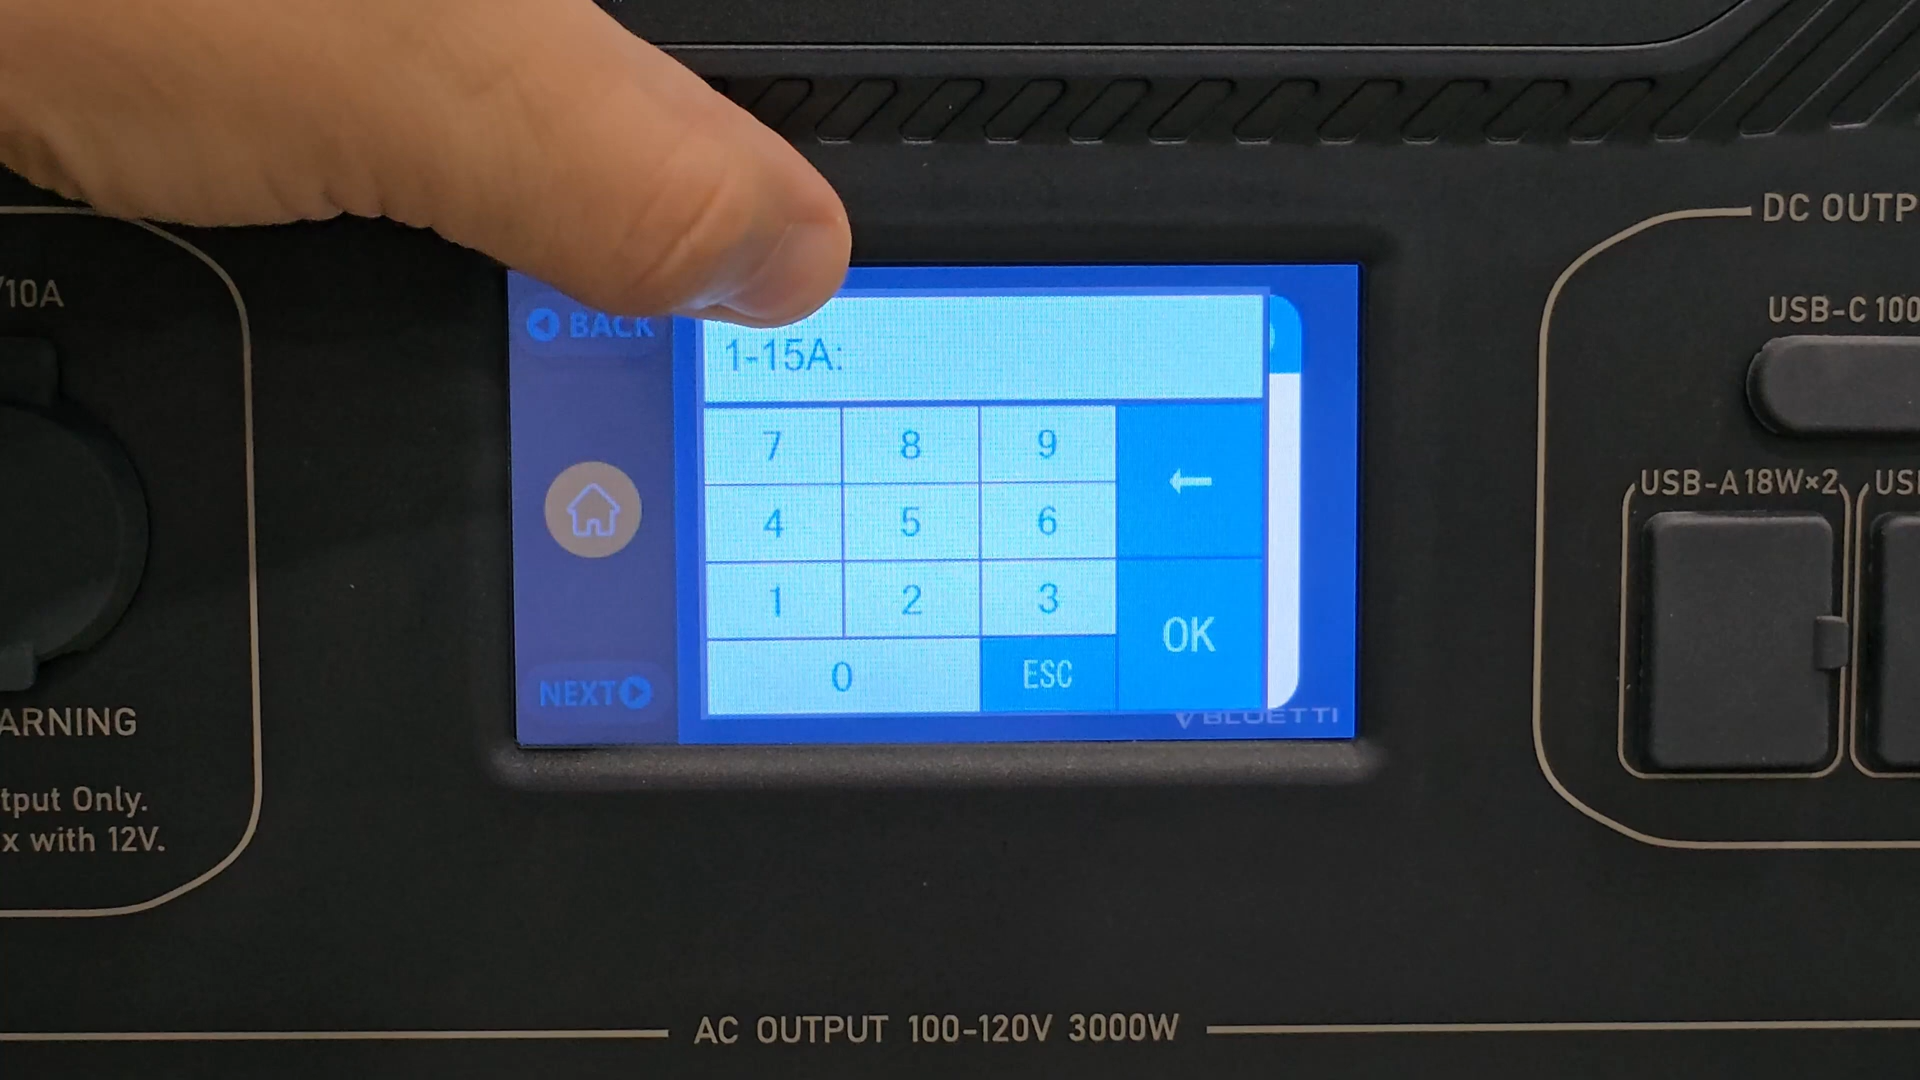 DC OUTP
/10A
USB-C 100
BACK
1-15A:
7 8 9
4 5 6
1 2 3
OK
0 ESC
NEXT
BLUETTI
USB-A 18W×2
US
ARNING
tput Only.
x with 12V.
AC OUTPUT 100-120V 3000W